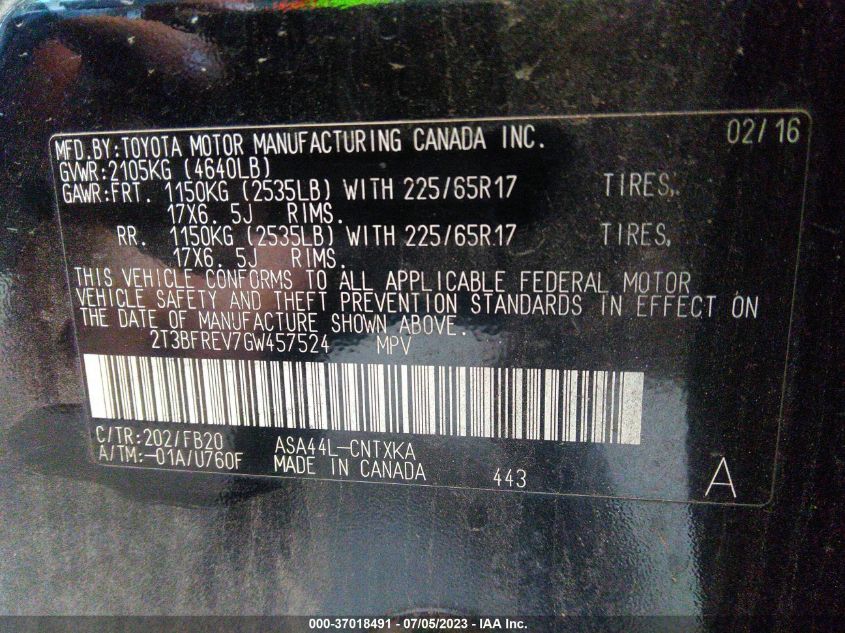 MFD.BY:TOYOTA MOTOR MANUFACTURING CANADA INC. 02/16
GVWR:2105KG (4640LB)
GAWR:FRT. 1150KG (2535LB) WITH 225/65R17 TIRES,
17X6.5J RIMS.
RR. 1150KG (2535LB) WITH 225/65R17 TIRES,
17X6.5J RIMS.
THIS VEHICLE CONFORMS TO ALL APPLICABLE FEDERAL MOTOR
VEHICLE SAFETY AND THEFT PREVENTION STANDARDS IN EFFECT ON
THE DATE OF MANUFACTURE SHOWN ABOVE.
2T3BFREV7GW457524 MPV
C/TR:202/FB20 ASA44L-CNTXKA
A/TM:-01A/U760F MADE IN CANADA 443 A
000-37018491 - 07/05/2023 - IAA Inc.